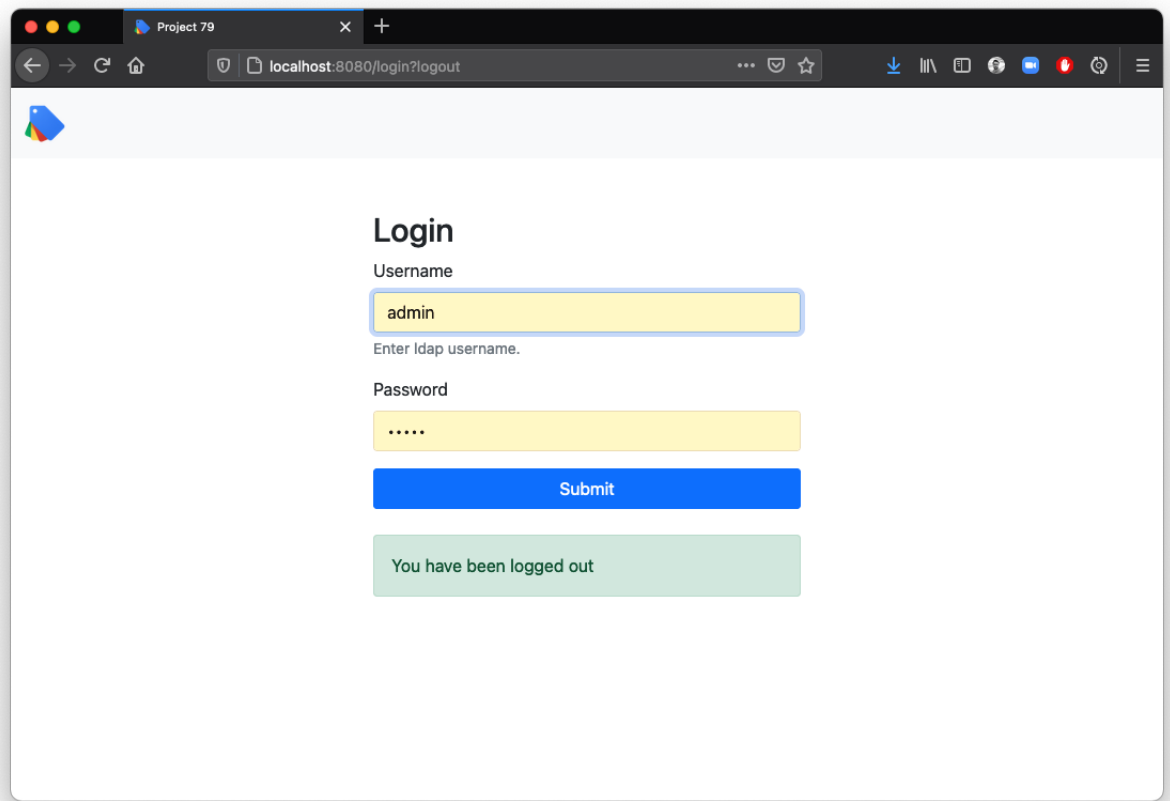 Project 79
localhost:8080/login?logout
Login
Username
admin
Enter ldap username.
Password
•••••
Submit
You have been logged out